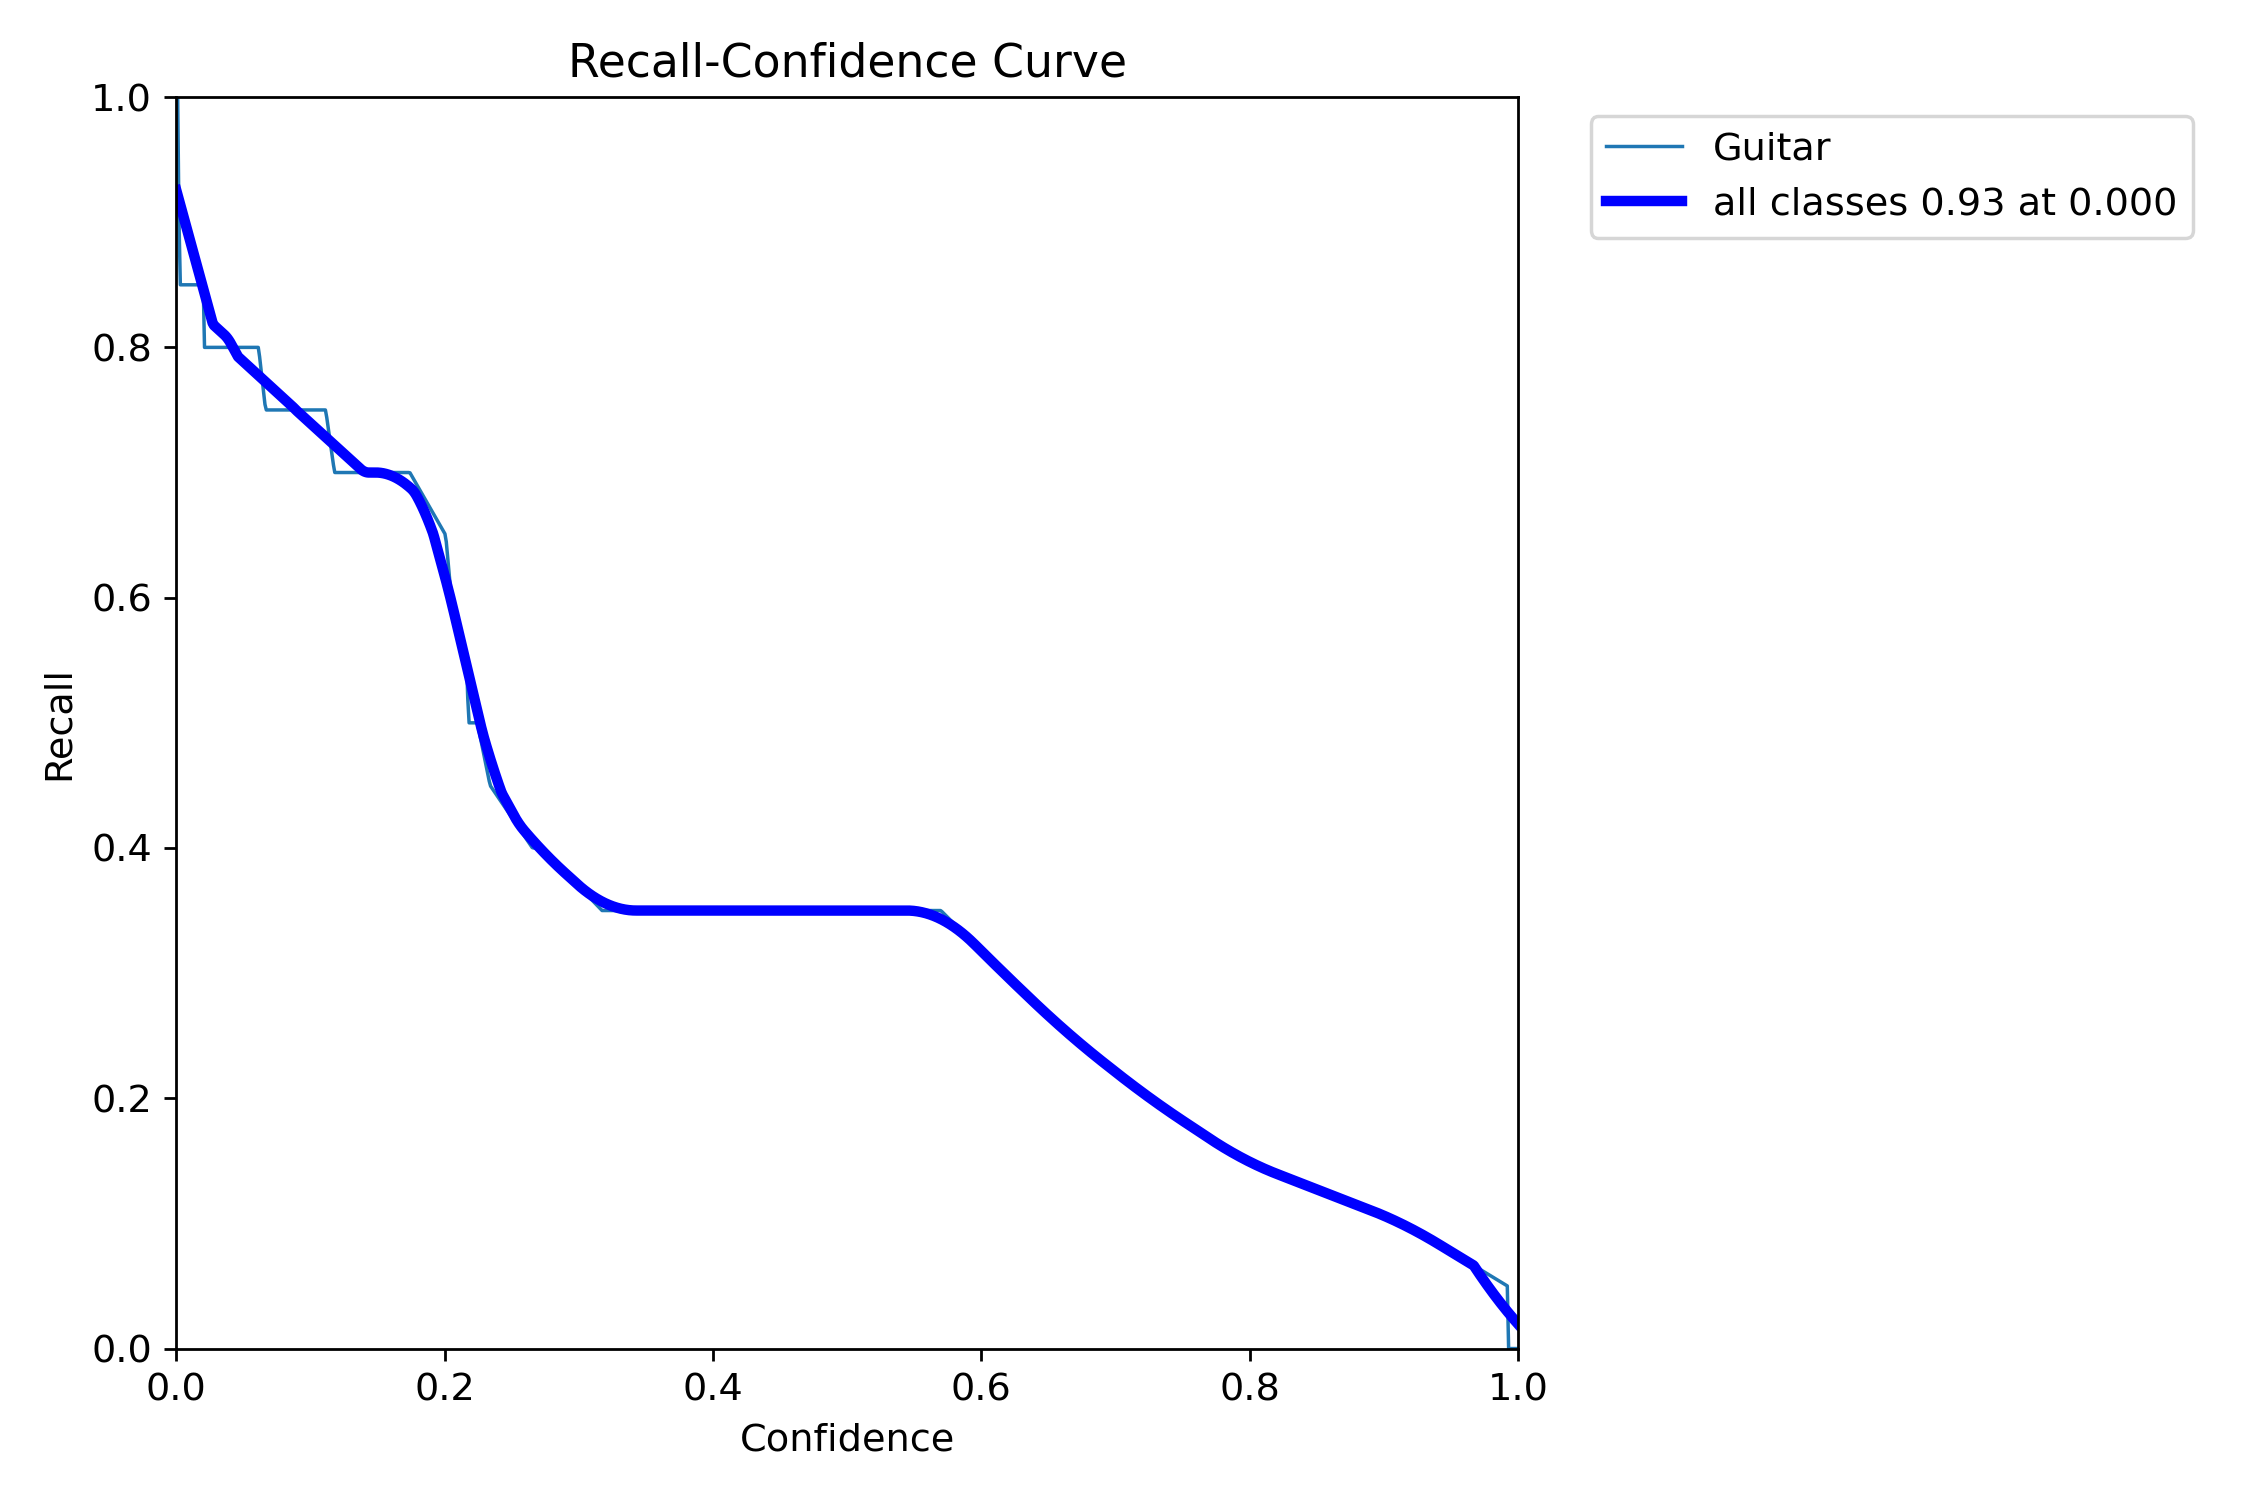 Recall-Confidence Curve
1.0
0.8
0.6
0.4
0.2
0.0
Recall
0.0 0.2 0.4 0.6 0.8 1.0
Confidence
Guitar
all classes 0.93 at 0.000